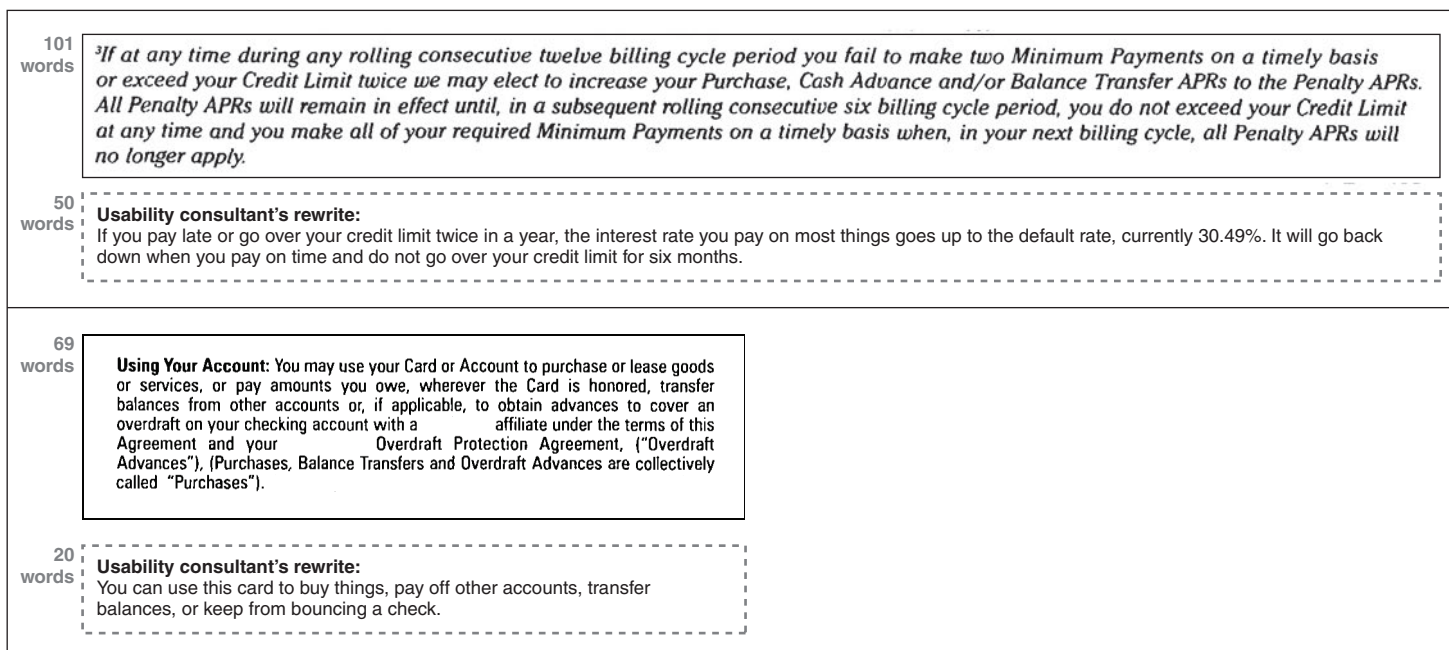 101
words
³If at any time during any rolling consecutive twelve billing cycle period you fail to make two Minimum Payments on a timely basis
or exceed your Credit Limit twice we may elect to increase your Purchase, Cash Advance and/or Balance Transfer APRs to the Penalty APRs.
All Penalty APRs will remain in effect until, in a subsequent rolling consecutive six billing cycle period, you do not exceed your Credit Limit
at any time and you make all of your required Minimum Payments on a timely basis when, in your next billing cycle, all Penalty APRs will
no longer apply.
50
words
Usability consultant's rewrite:
If you pay late or go over your credit limit twice in a year, the interest rate you pay on most things goes up to the default rate, currently 30.49%. It will go back
down when you pay on time and do not go over your credit limit for six months.
69
words
Using Your Account: You may use your Card or Account to purchase or lease goods
or services, or pay amounts you owe, wherever the Card is honored, transfer
balances from other accounts or, if applicable, to obtain advances to cover an
overdraft on your checking account with a affiliate under the terms of this
Agreement and your Overdraft Protection Agreement, ("Overdraft
Advances"), (Purchases, Balance Transfers and Overdraft Advances are collectively
called "Purchases").
20
words
Usability consultant's rewrite:
You can use this card to buy things, pay off other accounts, transfer
balances, or keep from bouncing a check.